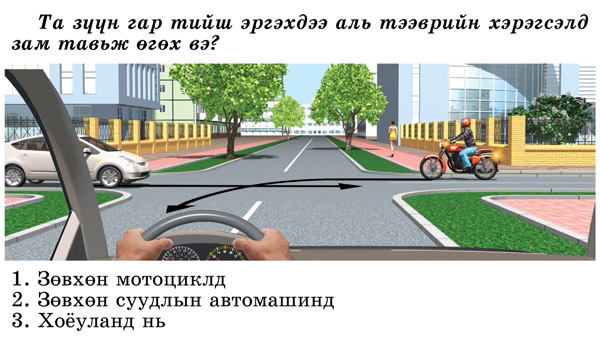 Та зүүн гар тийш эргэхдээ аль тээврийн хэрэгсэлд
зам тавьж өгөх вэ?
1. Зөвхөн мотоциклд
2. Зөвхөн суудлын автомашинд
3. Хоёуланд нь